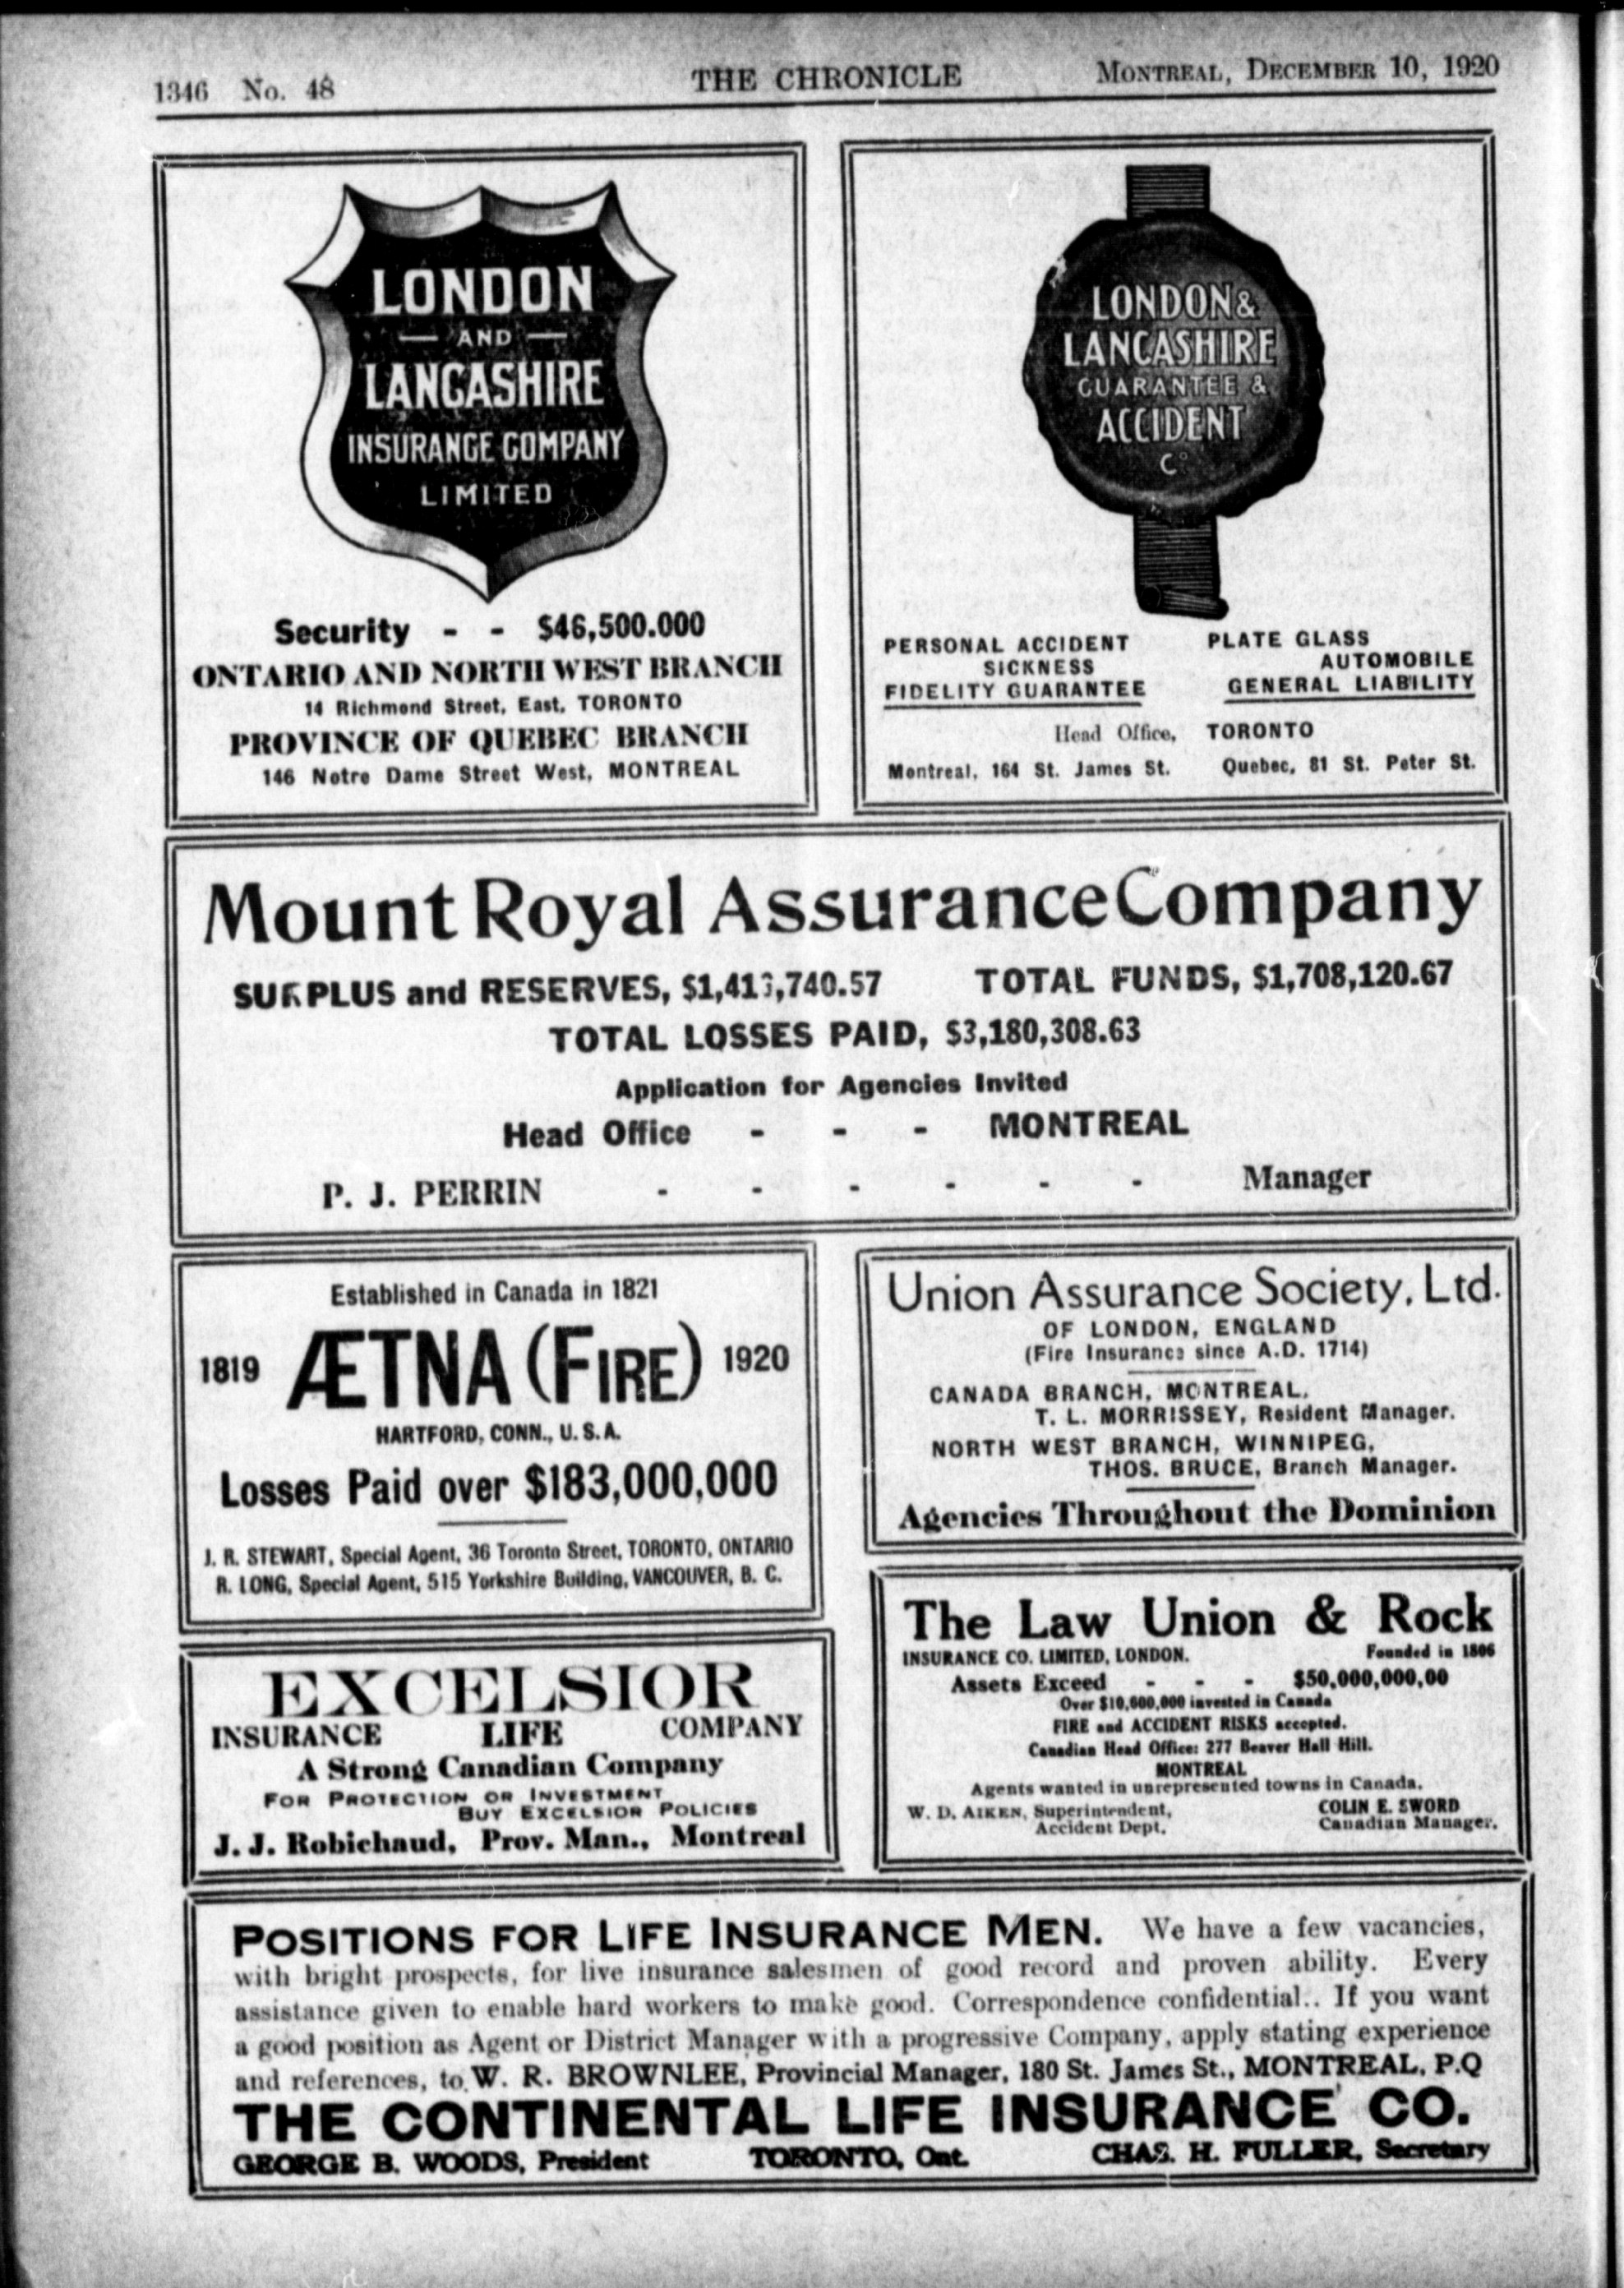 1346 No. 48
THE CHRONICLE
MONTREAL, DECEMBER 10, 1920
LONDON
— AND —
LANCASHIRE
INSURANCE COMPANY
LIMITED
Security - - $46,500.000
ONTARIO AND NORTH WEST BRANCH
14 Richmond Street, East, TORONTO
PROVINCE OF QUEBEC BRANCH
146 Notre Dame Street West, MONTREAL
LONDON &
LANCASHIRE
GUARANTEE &
ACCIDENT
Co
PERSONAL ACCIDENT
SICKNESS
FIDELITY GUARANTEE
PLATE GLASS
AUTOMOBILE
GENERAL LIABILITY
Head Office, TORONTO
Montreal, 164 St. James St. Quebec, 81 St. Peter St.
Mount Royal Assurance Company
SURPLUS and RESERVES, TOTAL FUNDS, $1,708,120.67
TOTAL LOSSES PAID, $3,180,308.63
Application for Agencies Invited
Head Office - - - MONTREAL
P. J. PERRIN - - - - - - Manager
Established in Canada in 1821
1819 ÆTNA (FIRE) 1920
HARTFORD, CONN., U. S. A.
Losses Paid over $183,000,000
J. R. STEWART, Special Agent, 36 Toronto Street, TORONTO, ONTARIO
R. LONG, Special Agent, 515 Yorkshire Building, VANCOUVER, B. C.
Union Assurance Society, Ltd.
OF LONDON, ENGLAND
(Fire Insurance since A.D. 1714)
CANADA BRANCH, MONTREAL,
T. L. MORRISSEY, Resident Manager.
NORTH WEST BRANCH, WINNIPEG,
THOS. BRUCE, Branch Manager.
Agencies Throughout the Dominion
EXCELSIOR
INSURANCE LIFE COMPANY
A Strong Canadian Company
FOR PROTECTION OR INVESTMENT
BUY EXCELSIOR POLICIES
J. J. Robichaud, Prov. Man., Montreal
The Law Union & Rock
INSURANCE CO. LIMITED, LONDON. Founded in 1806
Assets Exceed - - - $50,000,000,00
Over $10,000,000 invested in Canada
FIRE and ACCIDENT RISKS accepted.
Canadian Head Office: 277 Beaver Hall Hill.
MONTREAL
Agents wanted in unrepresented towns in Canada.
W. D. AIKEN, Superintendent,
Accident Dept.
COLIN E. SWORD
Canadian Manager.
POSITIONS FOR LIFE INSURANCE MEN. We have a few vacancies,
with bright prospects, for live insurance salesmen of good record and proven ability. Every
assistance given to enable hard workers to make good. Correspondence confidential.. If you want
a good position as Agent or District Manager with a progressive Company, apply stating experience
and references, to W. R. BROWNLEE, Provincial Manager, 180 St. James St., MONTREAL, P.Q
THE CONTINENTAL LIFE INSURANCE CO.
GEORGE B. WOODS, President TORONTO, Ont. CHAS. H. FULLER, Secretary